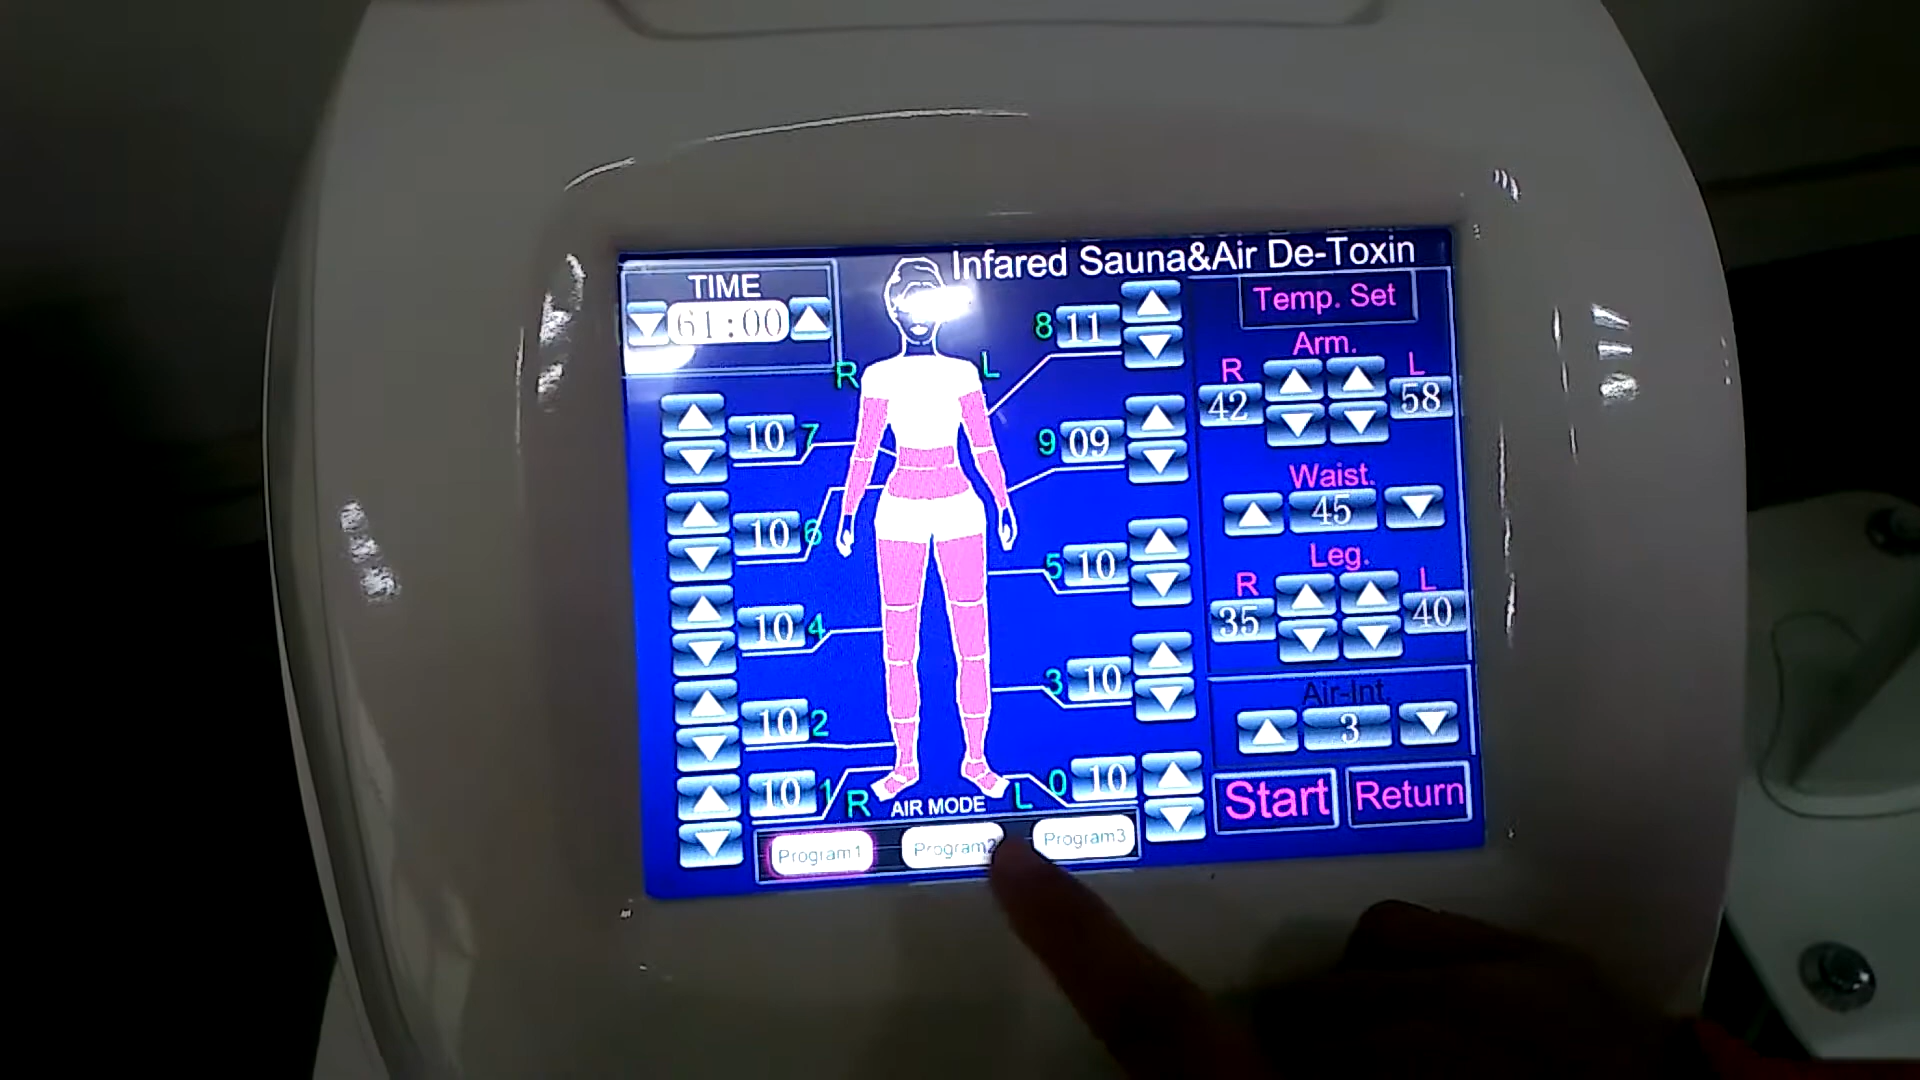 Infared Sauna&Air De-Toxin
TIME
61:00
R
L
8 11
10 7
9 09
10 6
5 10
10 4
3 10
10 2
0 10
10 1
R AIR MODE L
Program1 Program2 Program3
Temp. Set
Arm.
R L
42 58
Waist.
45
Leg.
R L
35 40
Air-Int.
3
Start Return